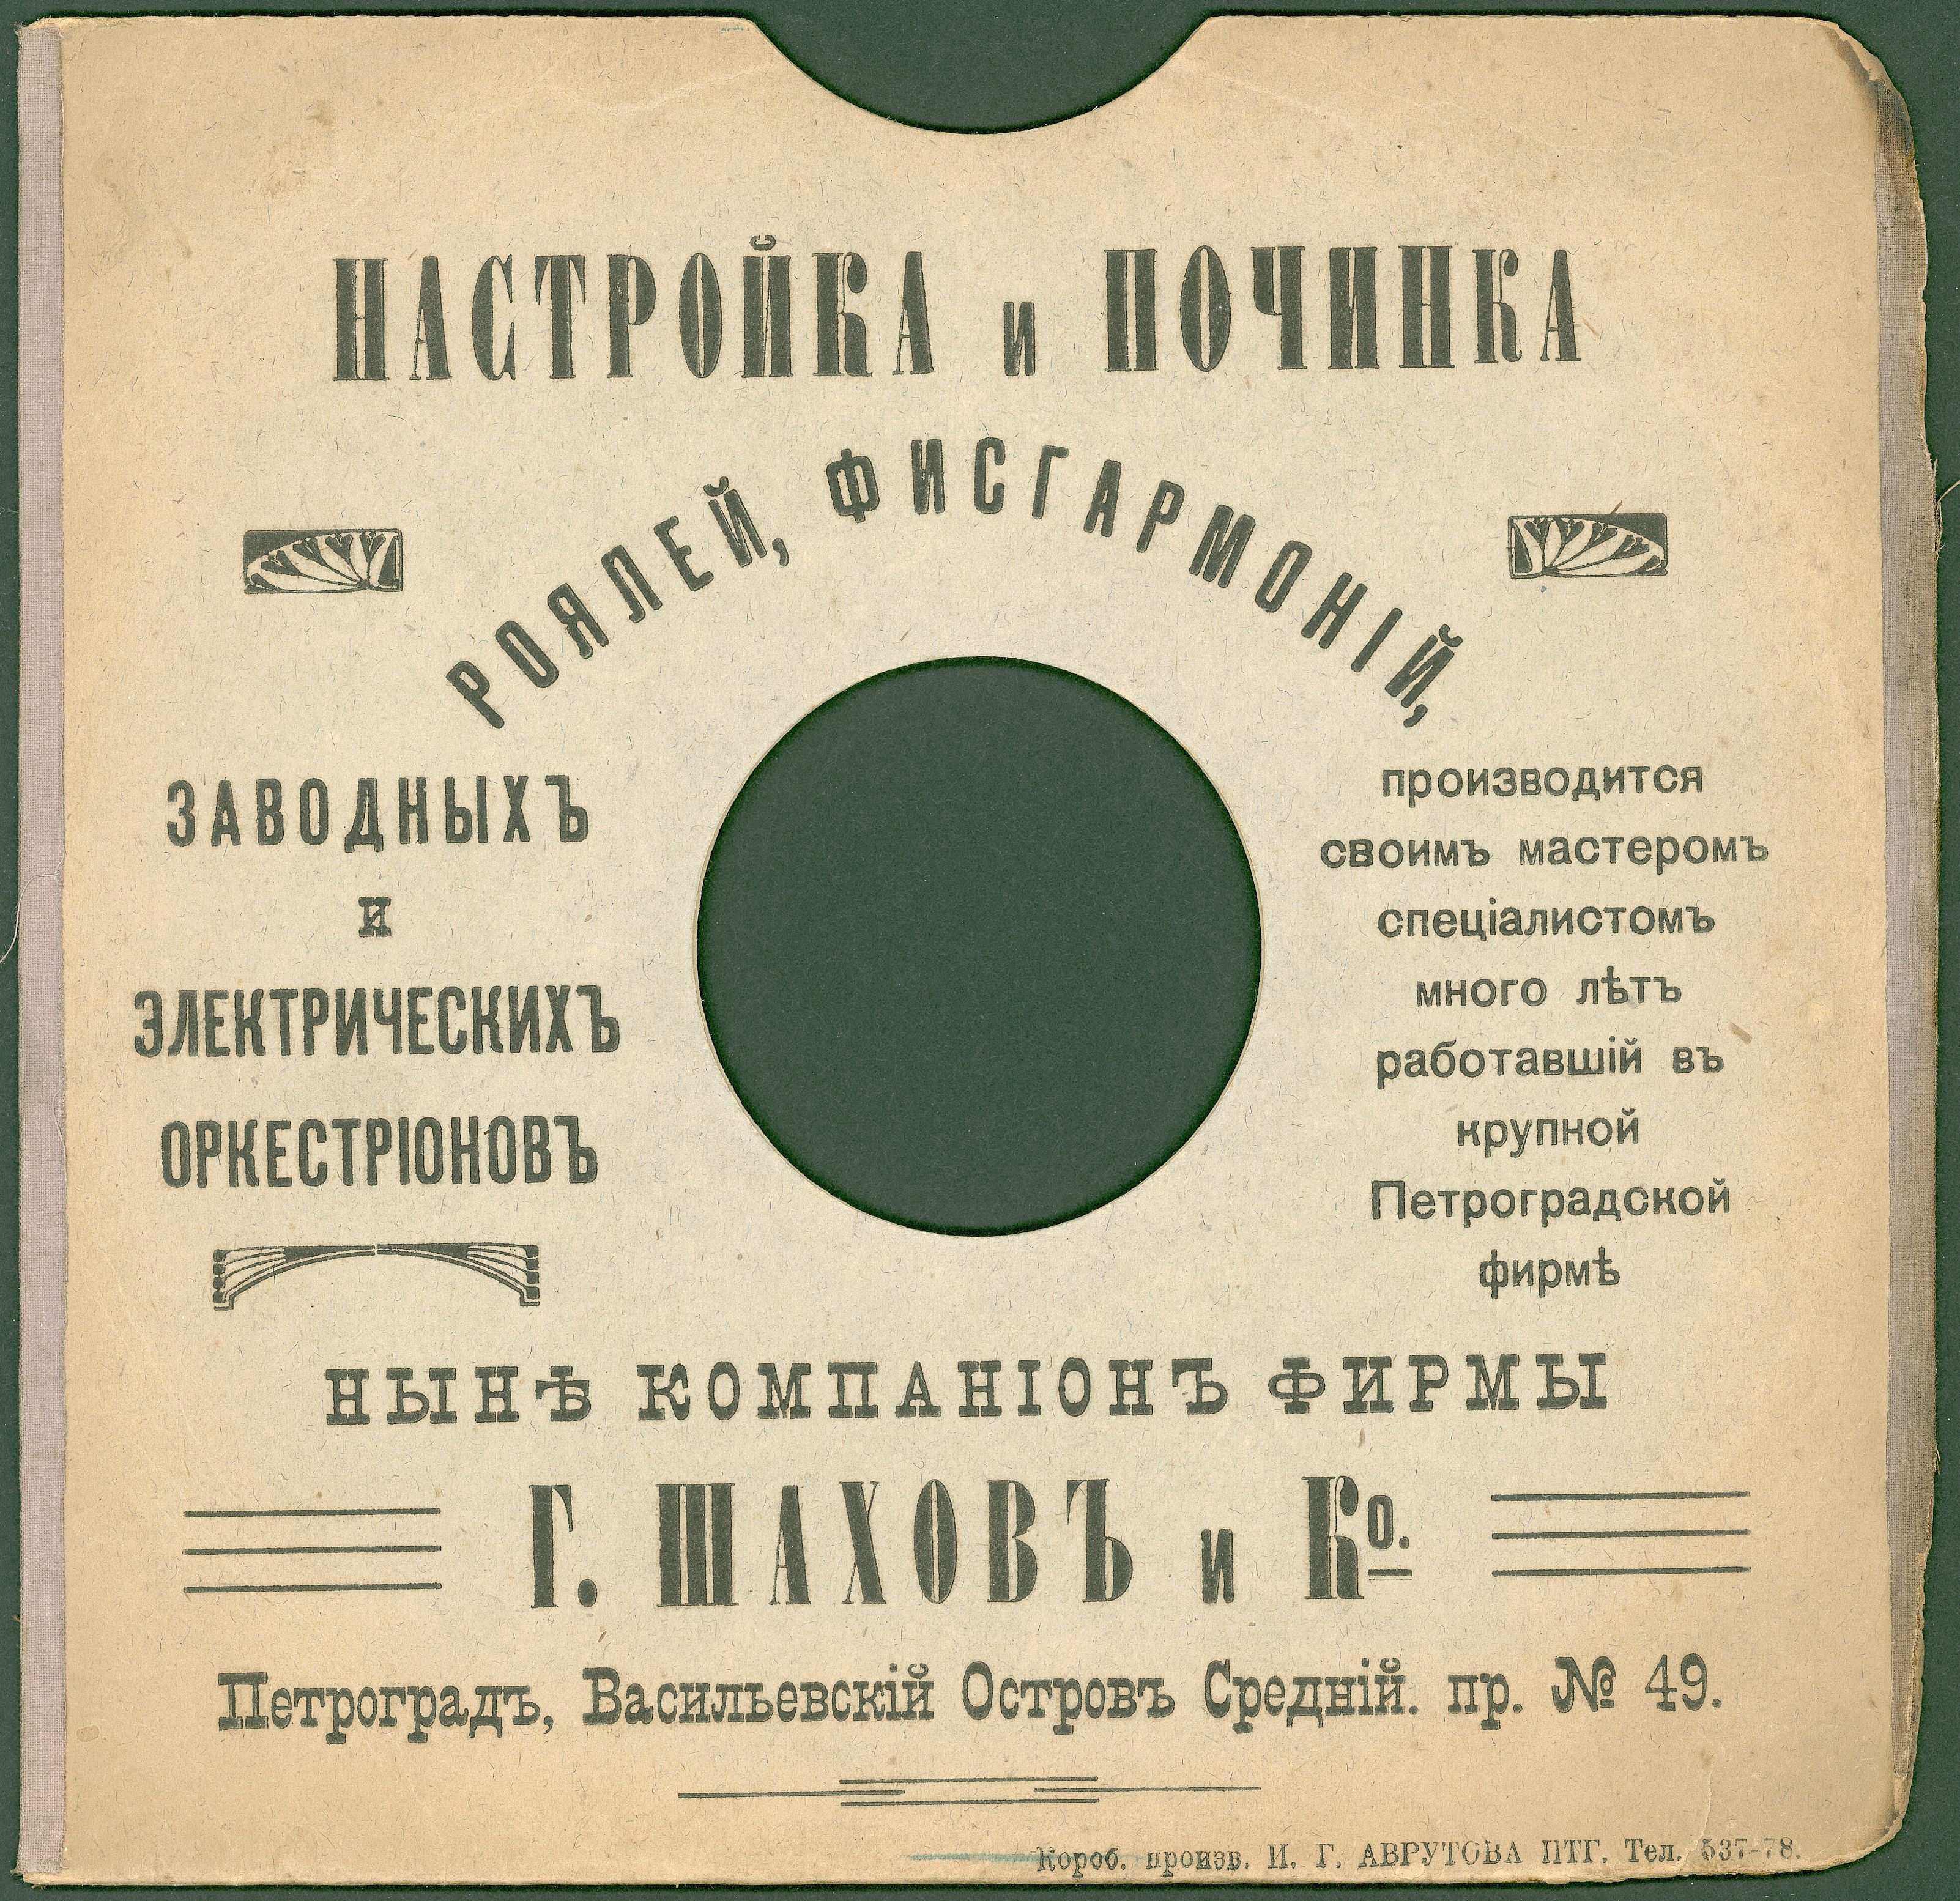 НАСТРОЙКА и ПОЧИНКА
РОЯЛЕЙ, ФИСГАРМОНІЙ,
ЗАВОДНЫХЪ
и
ЭЛЕКТРИЧЕСКИХЪ
ОРКЕСТРІОНОВЪ
производится
своимъ мастеромъ
спеціалистомъ
много лѣтъ
работавшій въ
крупной
Петроградской
фирмѣ
НЫНѢ КОМПАНІОНЪ ФИРМЫ
Г. ШАХОВЪ и Ко.
Петроградъ, Васильевскій Островъ Средній. пр. № 49.
Короб. произв. И. Г. АВРУТОВА ПТГ. Тел. 537-78.